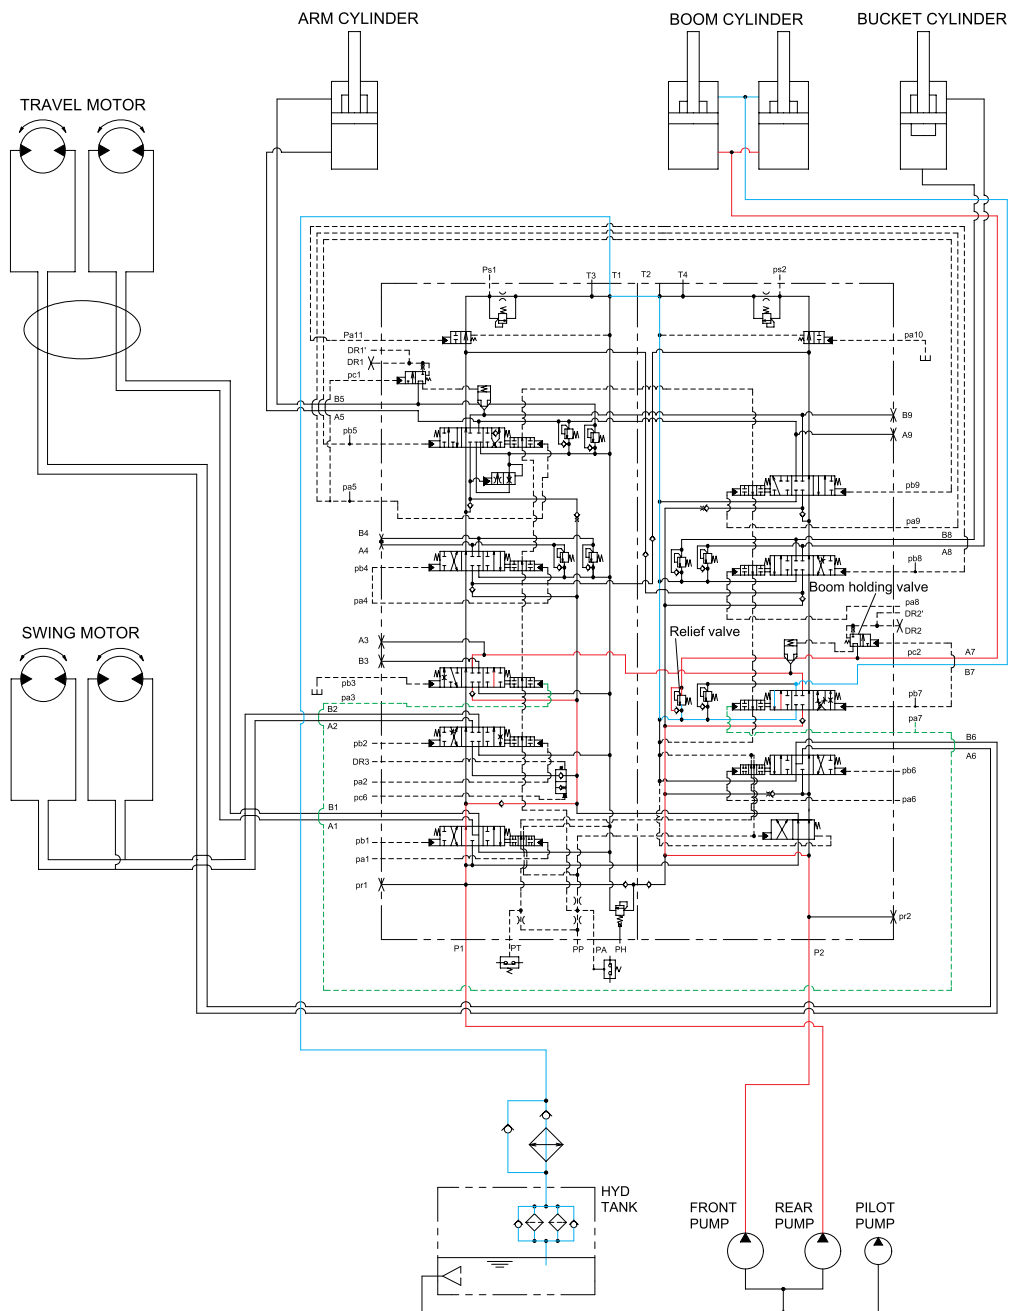 ARM CYLINDER
BOOM CYLINDER
BUCKET CYLINDER
TRAVEL MOTOR
Ps1
T3
T1
T2
T4
ps2
Pa11
pa10
DR1'
DR1
pc1
B5
A5
B9
A9
pb5
pa5
pb9
pa9
B4
A4
B8
A8
pb4
pb8
pa4
Boom holding valve
pa8
DR2'
DR2
SWING MOTOR
Relief valve
A3
B3
pc2
A7
B7
pb3
pa3
pb7
pa7
B2
A2
pb2
B6
A6
DR3
pa2
pc6
pb6
pa6
B1
A1
pb1
pa1
pr1
pr2
P1
PT
PP
PA
PH
P2
HYD
TANK
FRONT
PUMP
REAR
PUMP
PILOT
PUMP